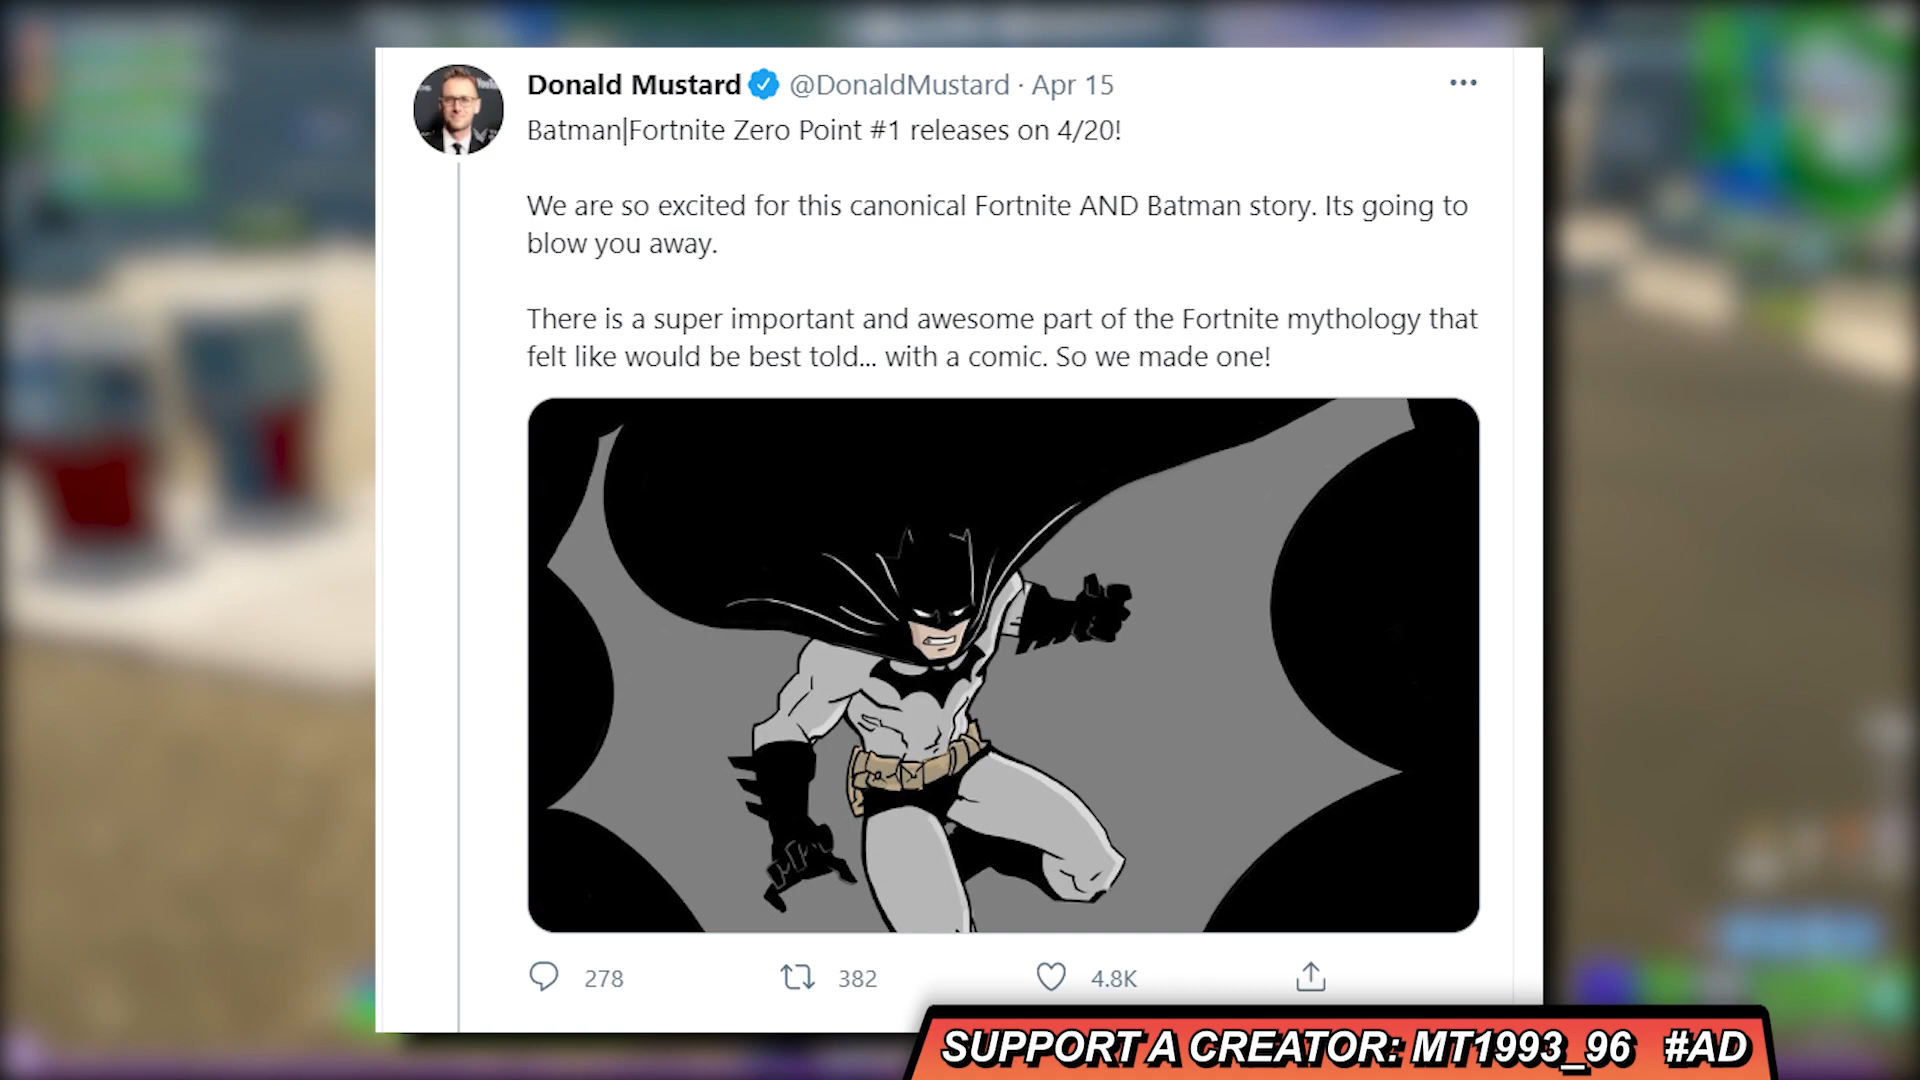 Donald Mustard @DonaldMustard · Apr 15
Batman|Fortnite Zero Point #1 releases on 4/20!
We are so excited for this canonical Fortnite AND Batman story. Its going to
blow you away.
There is a super important and awesome part of the Fortnite mythology that
felt like would be best told... with a comic. So we made one!
278 382 4.8K
SUPPORT A CREATOR: MT1993_96 #AD